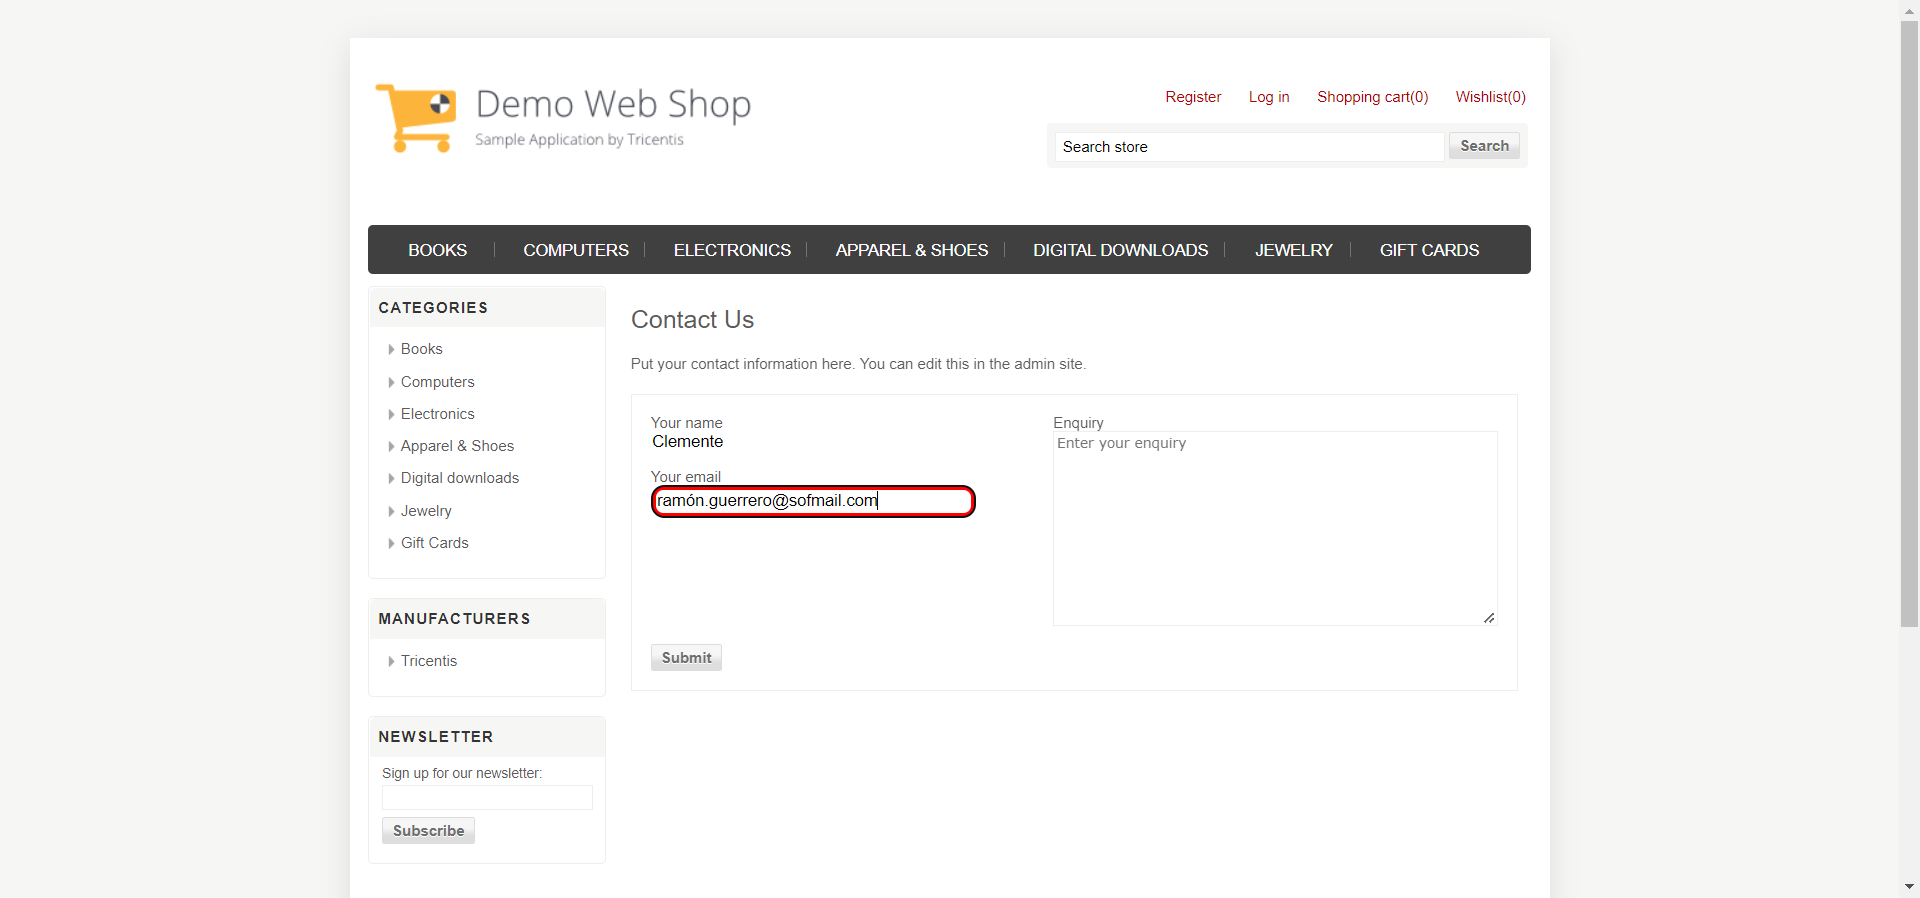 Demo Web Shop
Sample Application by Tricentis
Register Log in Shopping cart(0) Wishlist(0)
Search store Search
BOOKS COMPUTERS ELECTRONICS APPAREL & SHOES DIGITAL DOWNLOADS JEWELRY GIFT CARDS
CATEGORIES
Books
Computers
Electronics
Apparel & Shoes
Digital downloads
Jewelry
Gift Cards
MANUFACTURERS
Tricentis
NEWSLETTER
Sign up for our newsletter:
Subscribe
Contact Us
Put your contact information here. You can edit this in the admin site.
Your name
Clemente
Your email
ramón.guerrero@sofmail.com
Enquiry
Enter your enquiry
Submit